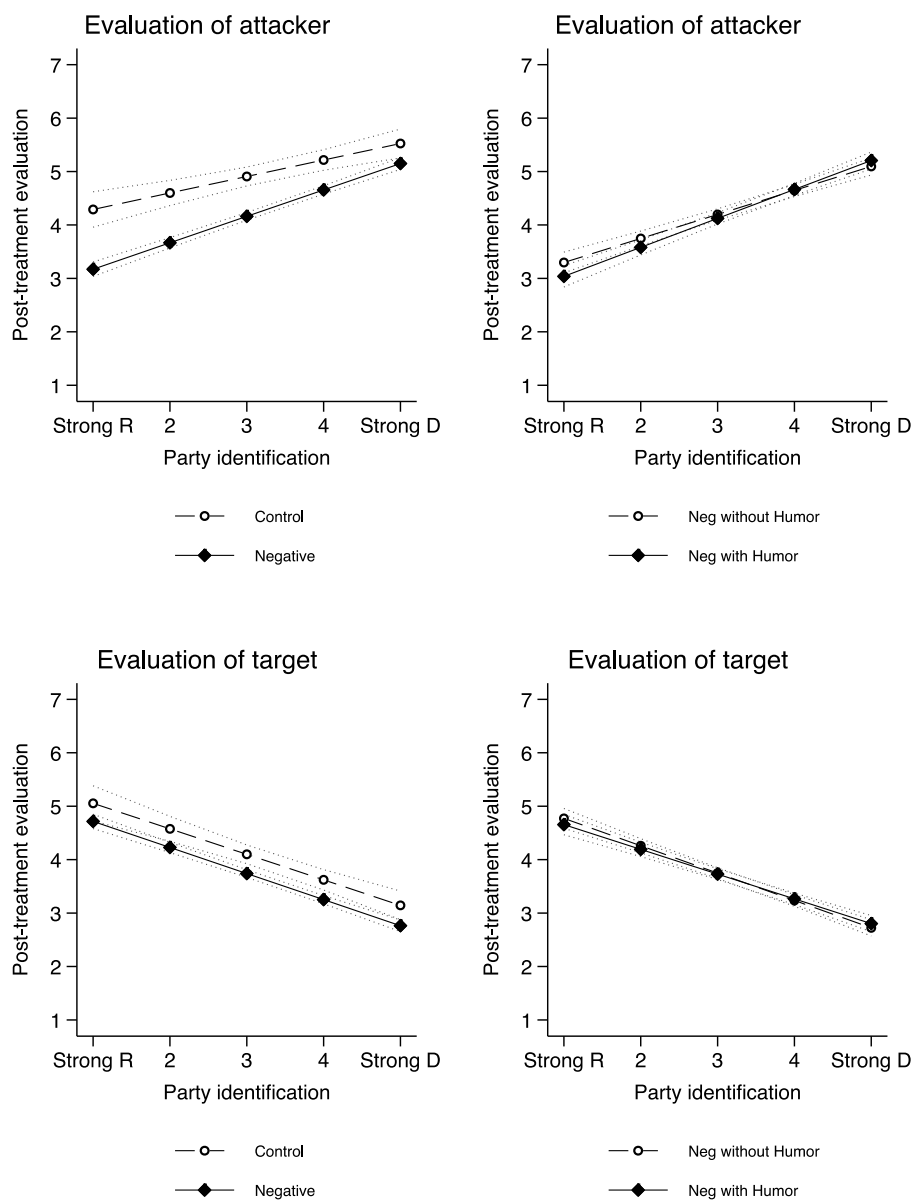 Evaluation of attacker
Post-treatment evaluation
7
6
5
4
3
2
1
Strong R 2 3 4 Strong D
Party identification
Control
Negative
Evaluation of attacker
Post-treatment evaluation
7
6
5
4
3
2
1
Strong R 2 3 4 Strong D
Party identification
Neg without Humor
Neg with Humor
Evaluation of target
Post-treatment evaluation
7
6
5
4
3
2
1
Strong R 2 3 4 Strong D
Party identification
Control
Negative
Evaluation of target
Post-treatment evaluation
7
6
5
4
3
2
1
Strong R 2 3 4 Strong D
Party identification
Neg without Humor
Neg with Humor